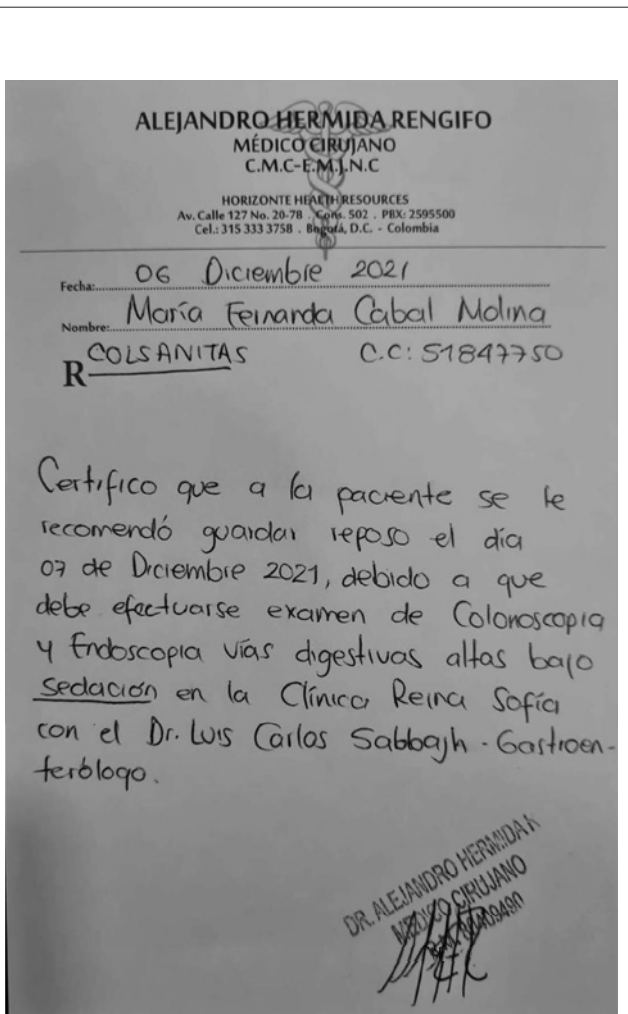 ALEJANDRO HERMIDA RENGIFO
MÉDICO CIRUJANO
C.M.C-E.M.J.N.C
HORIZONTE HEALTH RESOURCES
Av. Calle 127 No. 20-78 . Cons. 502 . PBX: 2595500
Cel.: 315 333 3758 . Bogotá, D.C. - Colombia
Fecha: 06 Diciembre 2021
Nombre: María Fernanda Cabal Molina
R COLSANITAS C.C: 51847750
Certifico que a la paciente se le
recomendó guardar reposo el día
07 de Diciembre 2021, debido a que
debe efectuarse examen de Colonoscopia
y Endoscopia vías digestivas altas bajo
sedación en la Clínica Reina Sofía
con el Dr. Luis Carlos Sabbagh - Gastroen-
terólogo.
DR. ALEJANDRO HERMIDA R
MEDICO CIRUJANO